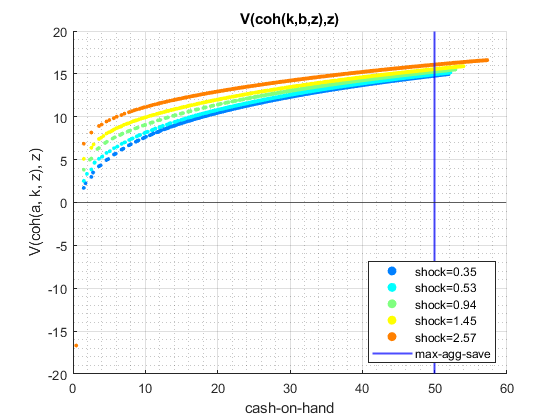 V(coh(k,b,z),z)
V(coh(a, k, z), z)
20
15
10
5
0
-5
-10
-15
-20
0
10
20
30
40
50
60
cash-on-hand
shock=0.35
shock=0.53
shock=0.94
shock=1.45
shock=2.57
max-agg-save